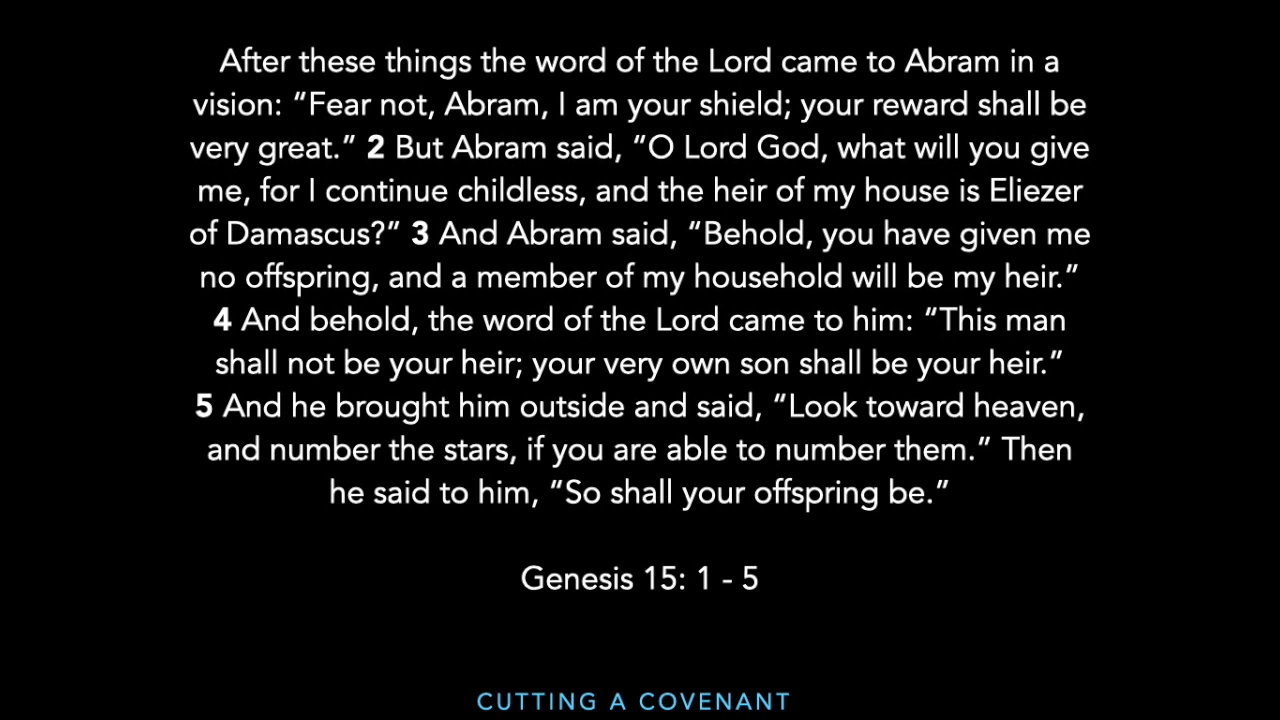 After these things the word of the Lord came to Abram in a
vision: “Fear not, Abram, I am your shield; your reward shall be
very great.” 2 But Abram said, “O Lord God, what will you give
me, for I continue childless, and the heir of my house is Eliezer
of Damascus?” 3 And Abram said, “Behold, you have given me
no offspring, and a member of my household will be my heir.”
4 And behold, the word of the Lord came to him: “This man
shall not be your heir; your very own son shall be your heir.”
5 And he brought him outside and said, “Look toward heaven,
and number the stars, if you are able to number them.” Then
he said to him, “So shall your offspring be.”
Genesis 15: 1 - 5
CUTTING A COVENANT